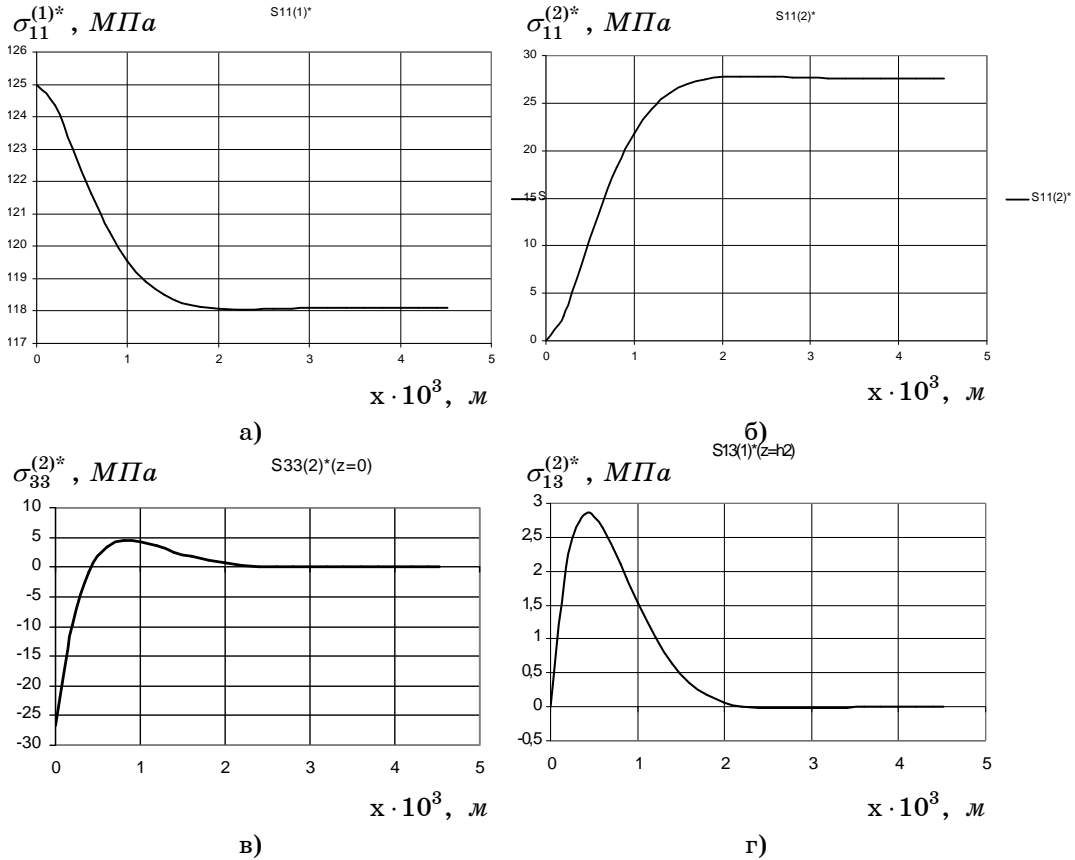 σ₁₁⁽¹⁾* , МПа
S11(1)*
126
125
124
123
122
121
120
119
118
117
0 1 2 3 4 5
x · 10³, м
а)
S
σ₁₁⁽²⁾* , МПа
S11(2)*
30
25
20
15
10
5
0
0 1 2 3 4 5
S11(2)*
x · 10³, м
б)
σ₃₃⁽²⁾* , МПа
S33(2)*(z=0)
10
5
0
-5
-10
-15
-20
-25
-30
0 1 2 3 4 5
x · 10³, м
в)
σ₁₃⁽²⁾* , МПа
S13(1)*(z=h2)
3
2,5
2
1,5
1
0,5
0
-0,5
0 1 2 3 4 5
x · 10³, м
г)